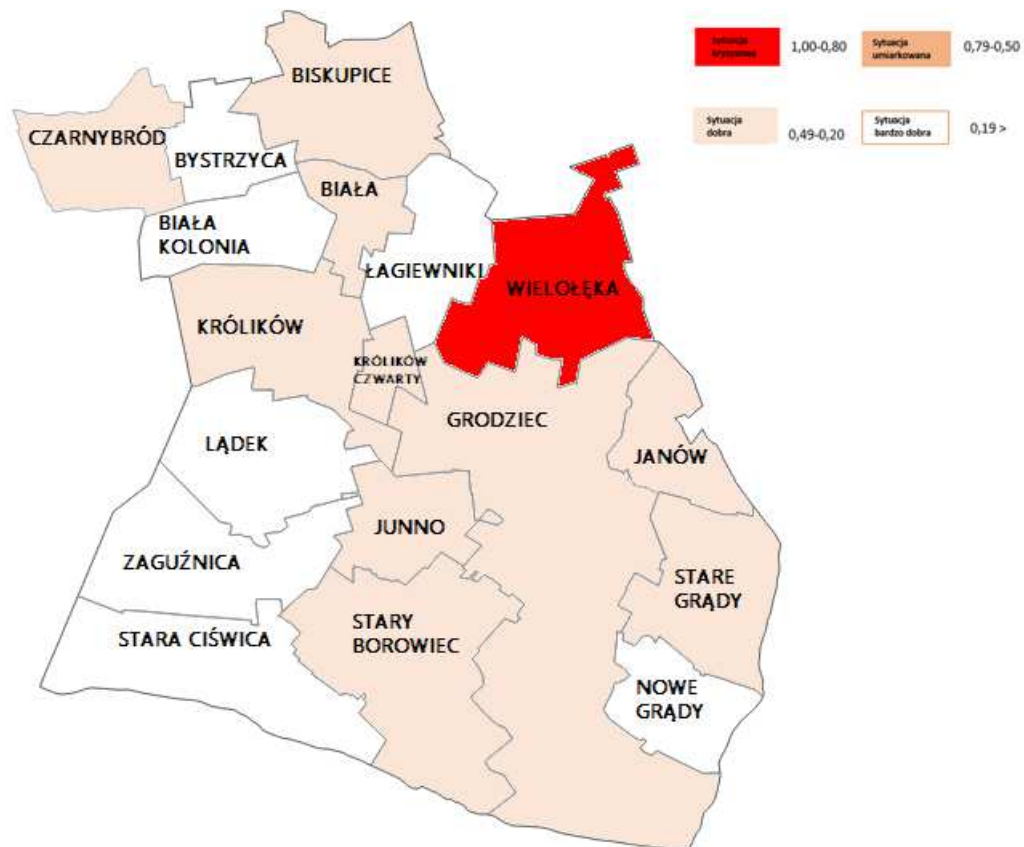 Sytuacja
kryzysowa
1,00-0,80
Sytuacja
umiarkowana
0,79-0,50
Sytuacja
dobra
0,49-0,20
Sytuacja
bardzo dobra
0,19 >
BISKUPICE
CZARNYBRÓD
BYSTRZYCA
BIAŁA
BIAŁA
KOLONIA
ŁAGIEWNIKI
WIELOŁĘKA
KRÓLIKÓW
KRÓLIKÓW
CZWARTY
GRODZIEC
LĄDEK
JANÓW
JUNNO
ZAGUŹNICA
STARE
GRĄDY
STARY
BOROWIEC
STARA CIŚWICA
NOWE
GRĄDY